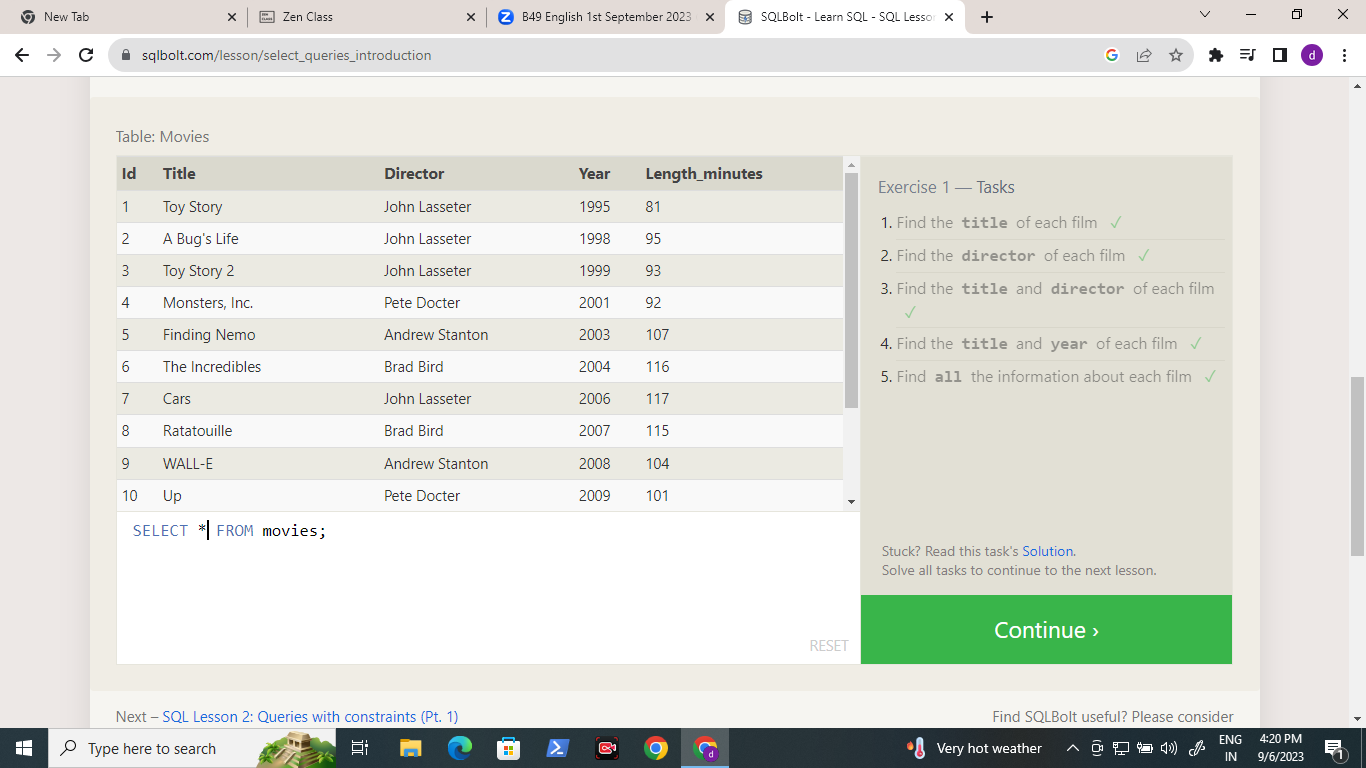 New Tab
Zen Class
B49 English 1st September 2023
SQLBolt - Learn SQL - SQL Lesso
sqlbolt.com/lesson/select_queries_introduction
d
Table: Movies
Id Title Director Year Length_minutes
1 Toy Story John Lasseter 1995 81
2 A Bug's Life John Lasseter 1998 95
3 Toy Story 2 John Lasseter 1999 93
4 Monsters, Inc. Pete Docter 2001 92
5 Finding Nemo Andrew Stanton 2003 107
6 The Incredibles Brad Bird 2004 116
7 Cars John Lasseter 2006 117
8 Ratatouille Brad Bird 2007 115
9 WALL-E Andrew Stanton 2008 104
10 Up Pete Docter 2009 101
SELECT * FROM movies;
RESET
Exercise 1 — Tasks
1. Find the title of each film ✓
2. Find the director of each film ✓
3. Find the title and director of each film
✓
4. Find the title and year of each film ✓
5. Find all the information about each film ✓
Stuck? Read this task's Solution.
Solve all tasks to continue to the next lesson.
Continue ›
Next – SQL Lesson 2: Queries with constraints (Pt. 1)
Find SQLBolt useful? Please consider
Type here to search
Very hot weather
ENG
IN
4:20 PM
9/6/2023
1